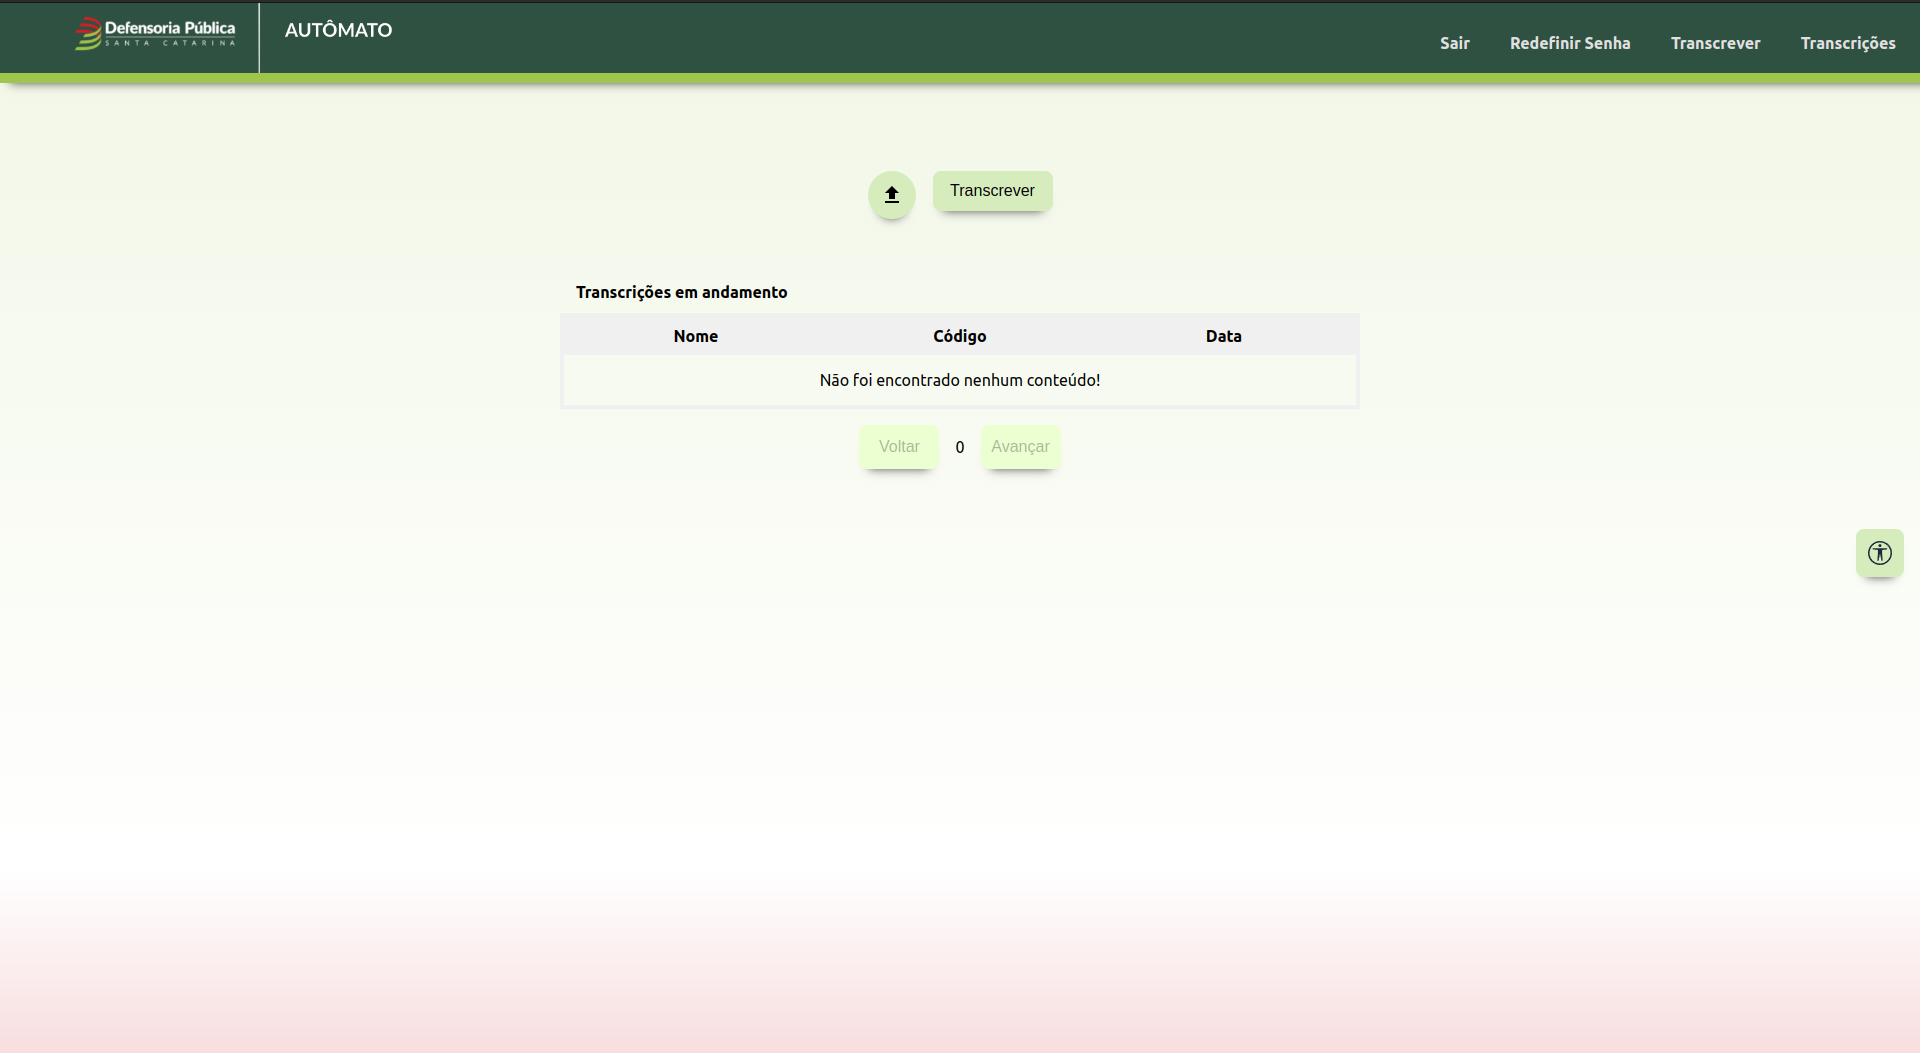 Defensoria Pública
SANTA CATARINA
AUTÔMATO
Sair
Redefinir Senha
Transcrever
Transcrições
Transcrever
Transcrições em andamento
Nome
Código
Data
Não foi encontrado nenhum conteúdo!
Voltar
0
Avançar